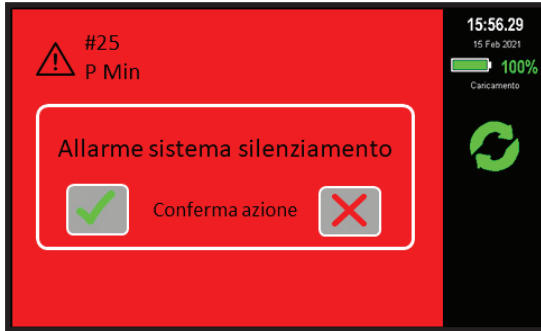 #25
P Min
Allarme sistema silenziamento
Conferma azione
15:56.29
15 Feb 2021
100%
Caricamento